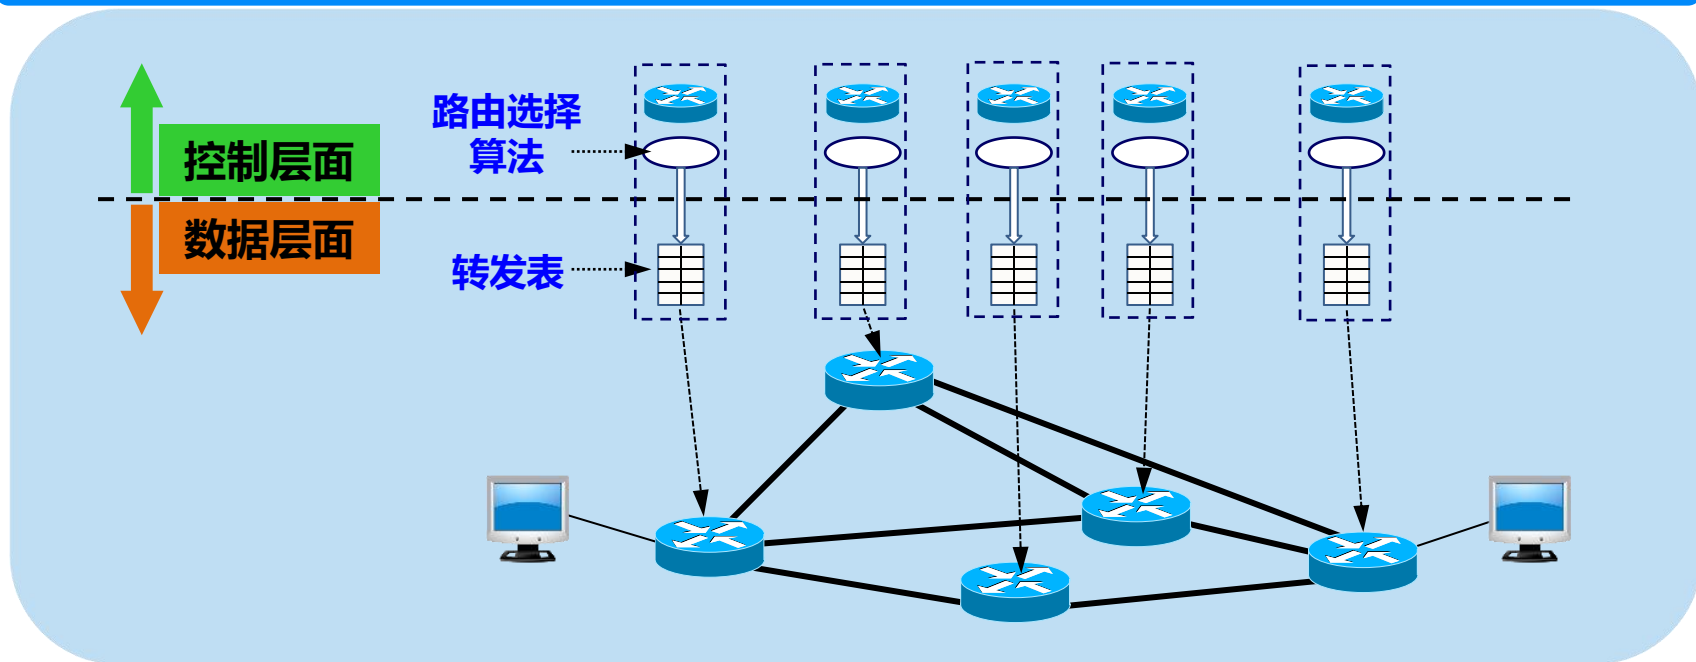 路由选择
算法
控制层面
数据层面
转发表